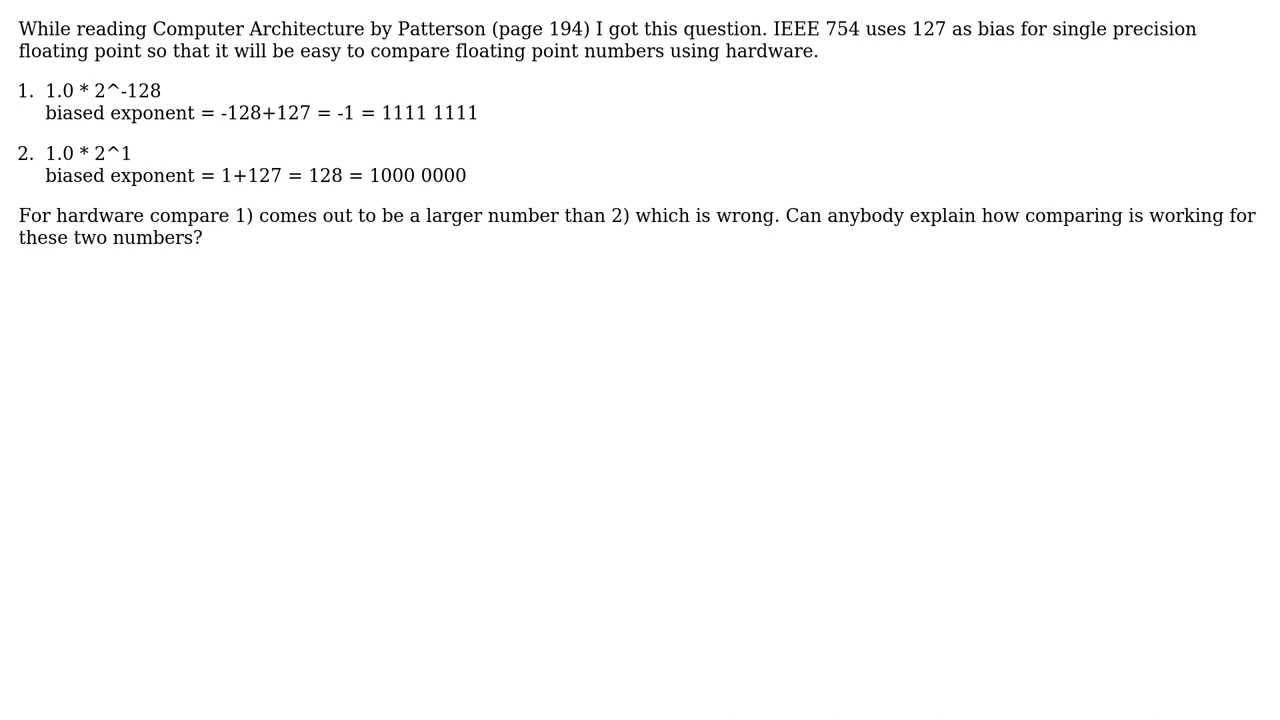 While reading Computer Architecture by Patterson (page 194) I got this question. IEEE 754 uses 127 as bias for single precision
floating point so that it will be easy to compare floating point numbers using hardware.
1. 1.0 * 2^-128
biased exponent = -128+127 = -1 = 1111 1111
2. 1.0 * 2^1
biased exponent = 1+127 = 128 = 1000 0000
For hardware compare 1) comes out to be a larger number than 2) which is wrong. Can anybody explain how comparing is working for
these two numbers?